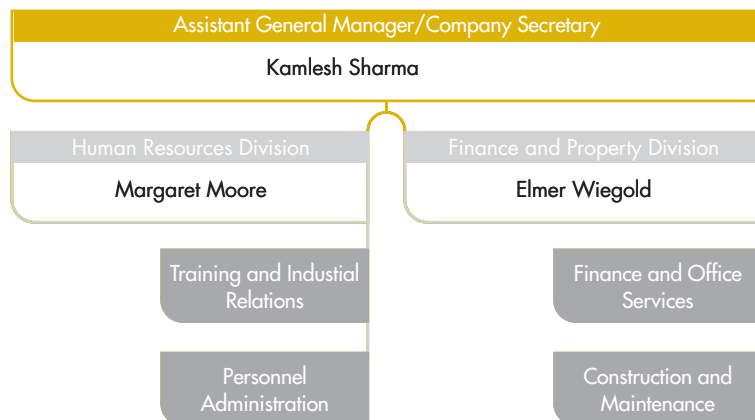 Assistant General Manager/Company Secretary
Kamlesh Sharma
Human Resources Division
Margaret Moore
Finance and Property Division
Elmer Wiegold
Training and Industial
Relations
Finance and Office
Services
Personnel
Administration
Construction and
Maintenance